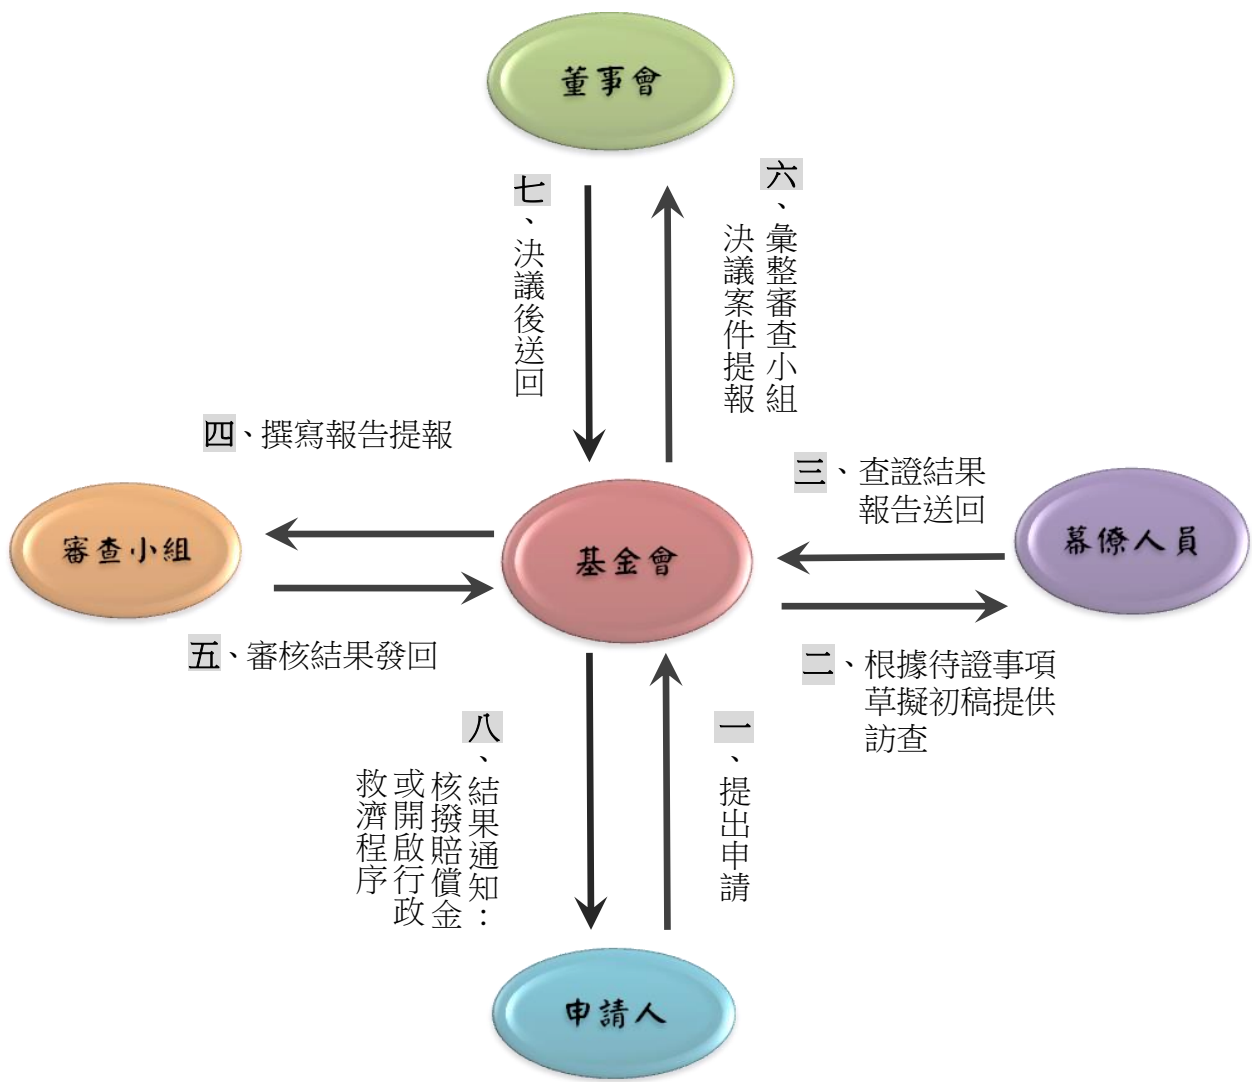 董事會
七、決議後送回
六、彙整審查小組
決議案件提報
四、撰寫報告提報
三、查證結果
報告送回
審查小組
基金會
幕僚人員
五、審核結果發回
二、根據待證事項
草擬初稿提供
訪查
八、結果通知：
核撥賠償金
或開啟行政
救濟程序
一、提出申請
申請人